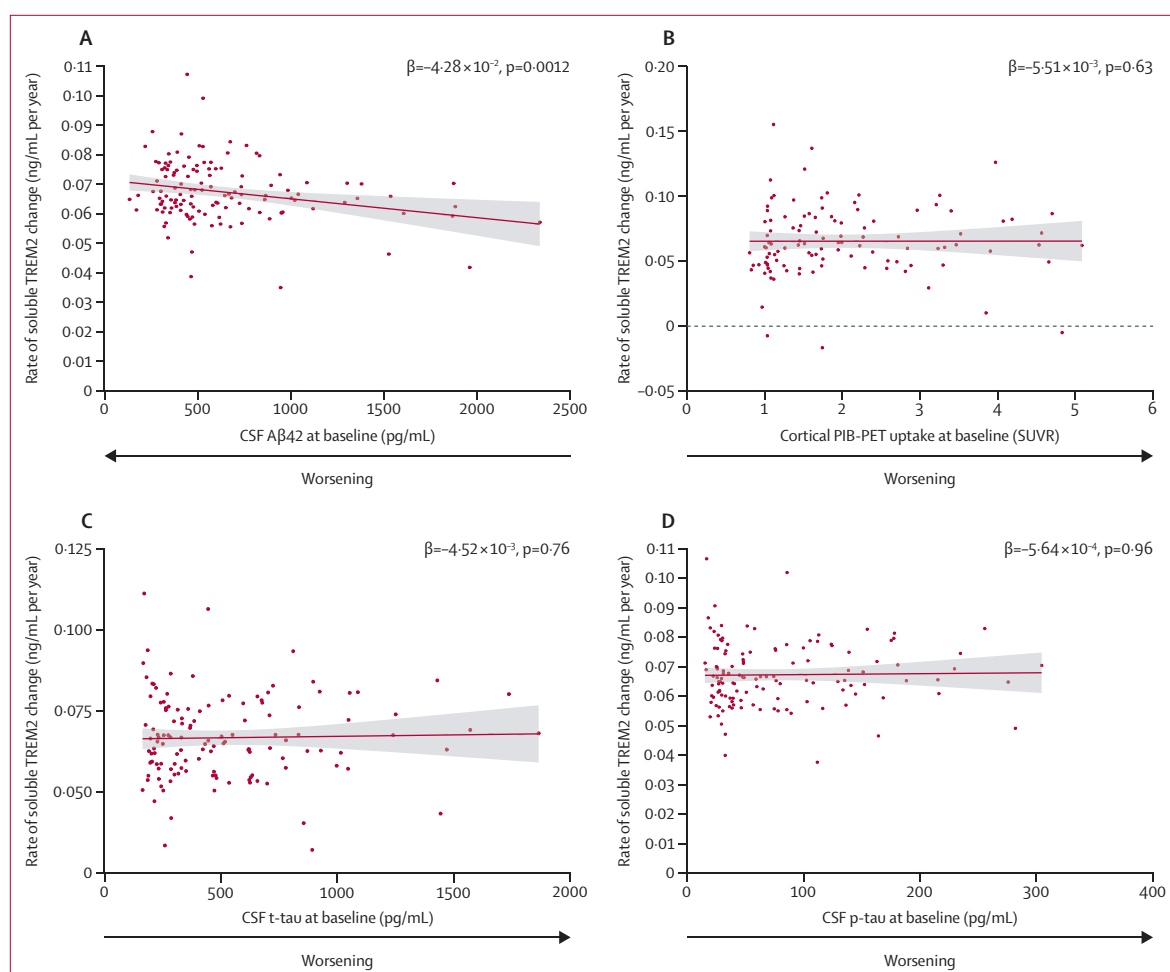 A
β=–4·28×10⁻², p=0·0012
Rate of soluble TREM2 change (ng/mL per year)
0·11
0·10
0·09
0·08
0·07
0·06
0·05
0·04
0·03
0·02
0·01
0
0
500
1000
1500
2000
2500
CSF Aβ42 at baseline (pg/mL)
Worsening
B
β=–5·51×10⁻³, p=0·63
Rate of soluble TREM2 change (ng/mL per year)
0·20
0·15
0·10
0·05
0
–0·05
0
1
2
3
4
5
6
Cortical PIB-PET uptake at baseline (SUVR)
Worsening
C
β=–4·52×10⁻³, p=0·76
Rate of soluble TREM2 change (ng/mL per year)
0·125
0·100
0·075
0·050
0
0
500
1000
1500
2000
CSF t-tau at baseline (pg/mL)
Worsening
D
β=–5·64×10⁻⁴, p=0·96
Rate of soluble TREM2 change (ng/mL per year)
0·11
0·10
0·09
0·08
0·07
0·06
0·05
0·04
0·03
0·02
0·01
0
0
100
200
300
400
CSF p-tau at baseline (pg/mL)
Worsening